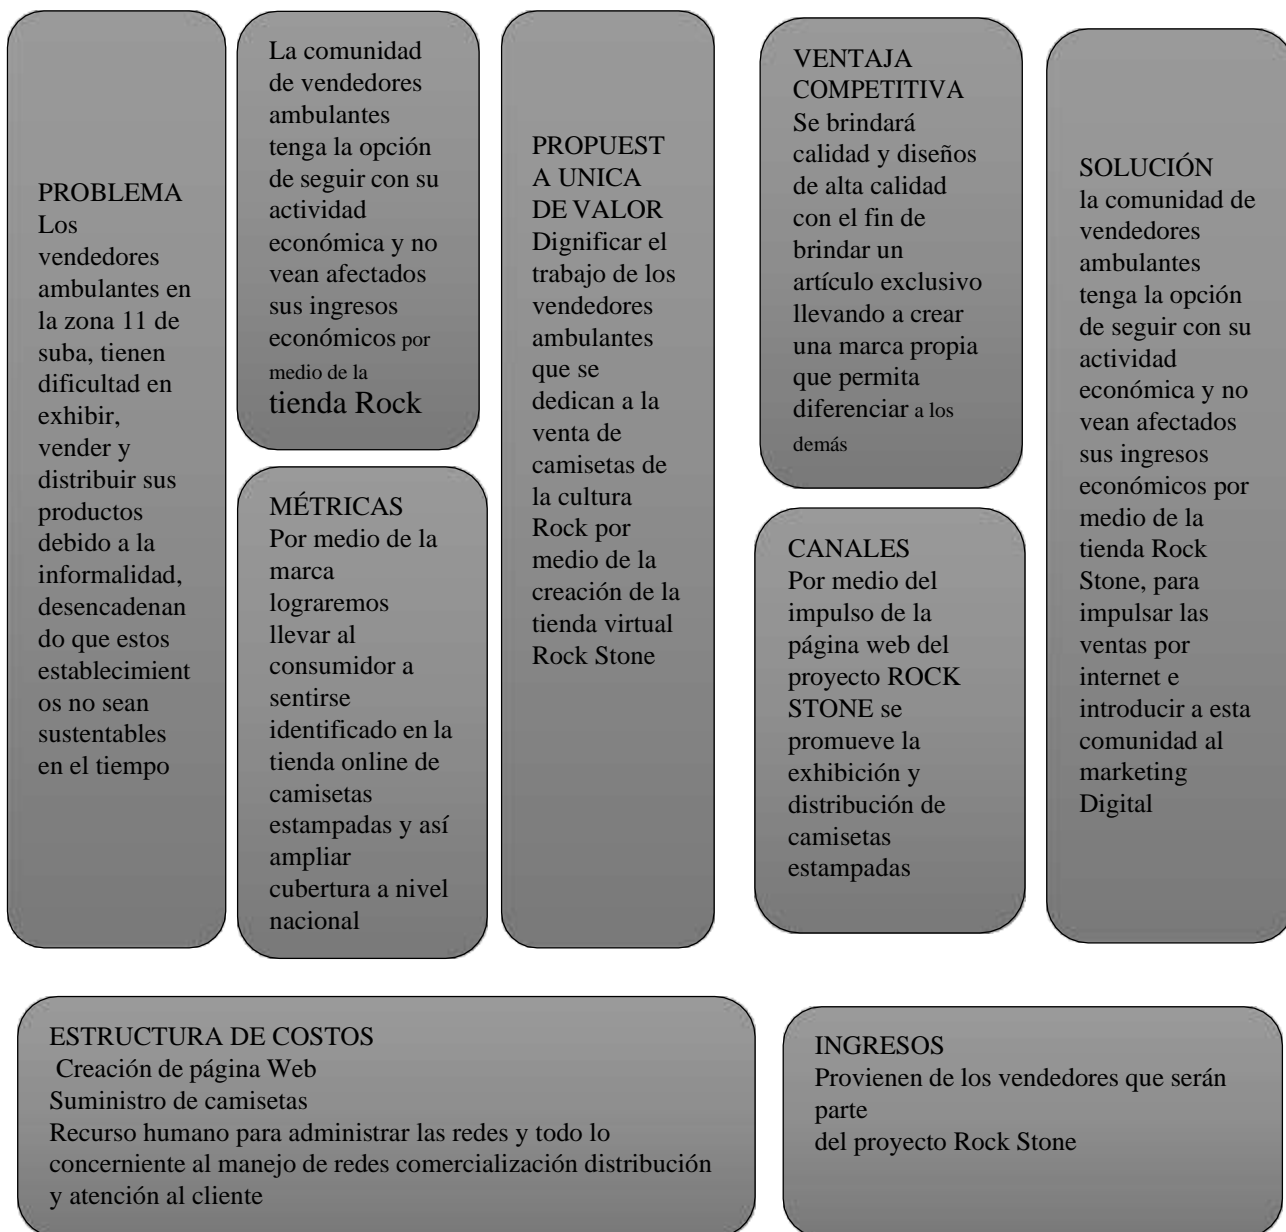 PROBLEMA
Los
vendedores
ambulantes en
la zona 11 de
suba, tienen
dificultad en
exhibir,
vender y
distribuir sus
productos
debido a la
informalidad,
desencadenan
do que estos
establecimient
os no sean
sustentables
en el tiempo
La comunidad
de vendedores
ambulantes
tenga la opción
de seguir con su
actividad
económica y no
vean afectados
sus ingresos
económicos por
medio de la
tienda Rock
MÉTRICAS
Por medio de la
marca
lograremos
llevar al
consumidor a
sentirse
identificado en la
tienda online de
camisetas
estampadas y así
ampliar
cubertura a nivel
nacional
PROPUEST
A UNICA
DE VALOR
Dignificar el
trabajo de los
vendedores
ambulantes
que se
dedican a la
venta de
camisetas de
la cultura
Rock por
medio de la
creación de la
tienda virtual
Rock Stone
VENTAJA
COMPETITIVA
Se brindará
calidad y diseños
de alta calidad
con el fin de
brindar un
artículo exclusivo
llevando a crear
una marca propia
que permita
diferenciar a los
demás
CANALES
Por medio del
impulso de la
página web del
proyecto ROCK
STONE se
promueve la
exhibición y
distribución de
camisetas
estampadas
SOLUCIÓN
la comunidad de
vendedores
ambulantes
tenga la opción
de seguir con su
actividad
económica y no
vean afectados
sus ingresos
económicos por
medio de la
tienda Rock
Stone, para
impulsar las
ventas por
internet e
introducir a esta
comunidad al
marketing
Digital
ESTRUCTURA DE COSTOS
Creación de página Web
Suministro de camisetas
Recurso humano para administrar las redes y todo lo
concerniente al manejo de redes comercialización distribución
y atención al cliente
INGRESOS
Provienen de los vendedores que serán
parte
del proyecto Rock Stone